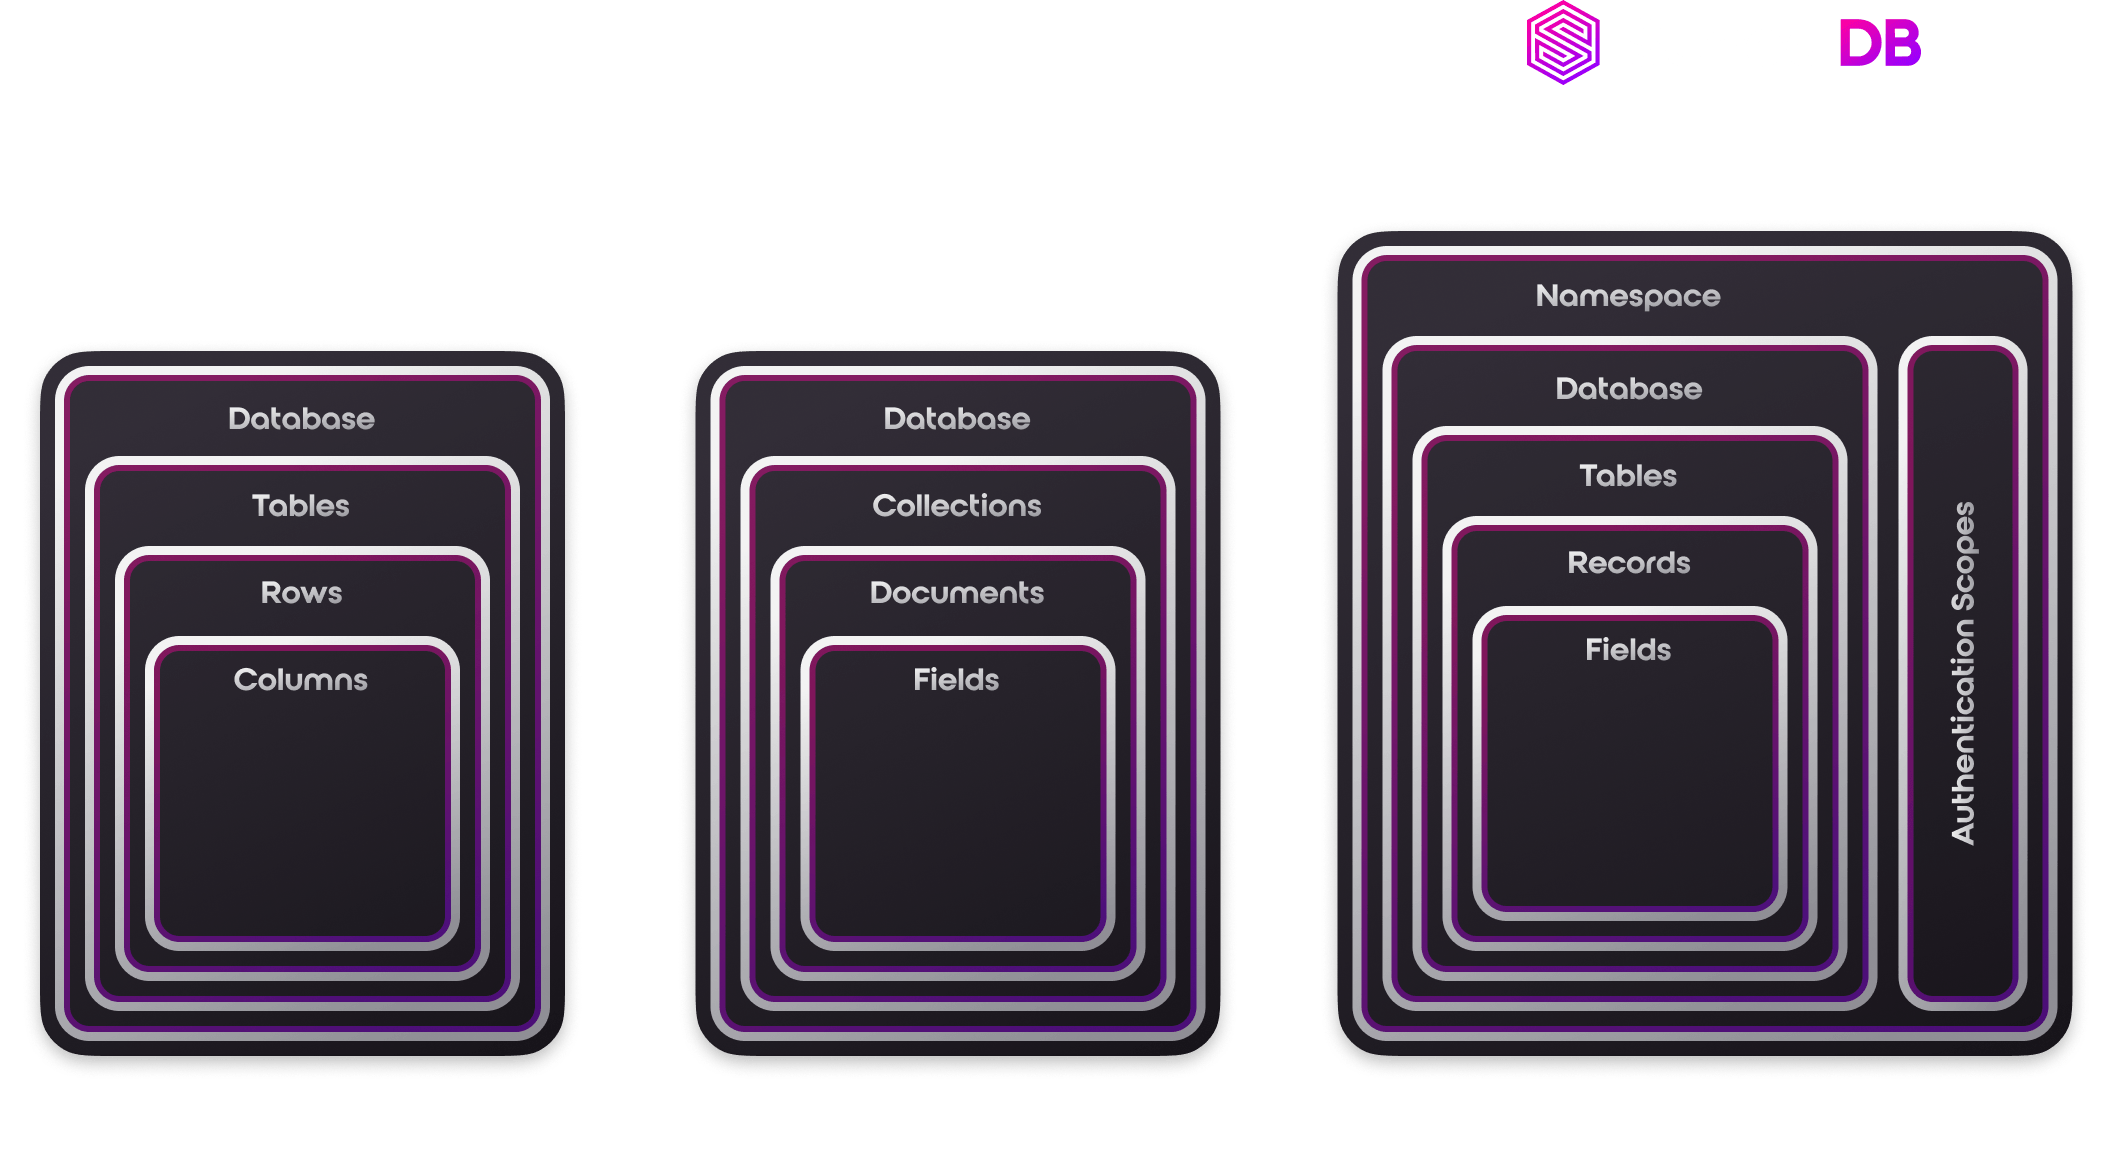 DB
Database
Tables
Rows
Columns
Database
Collections
Documents
Fields
Namespace
Database
Tables
Records
Fields
Authentication Scopes